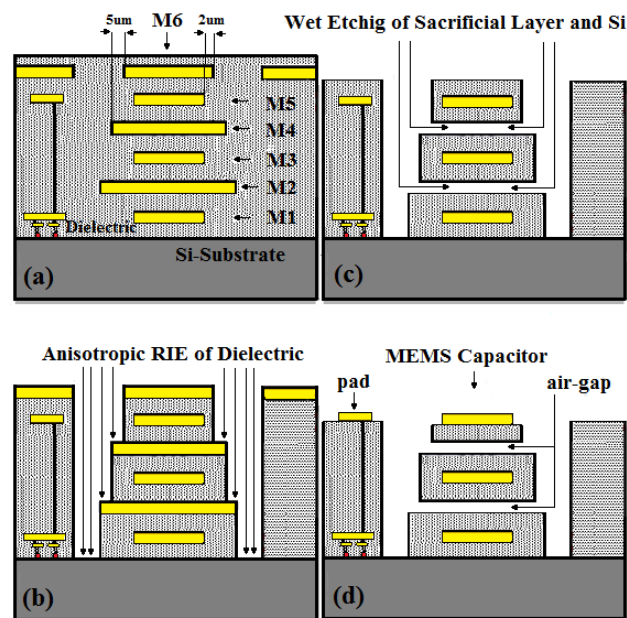 5um M6 2um
M5
M4
M3
M2
M1
Dielectric
Si-Substrate
(a)
Wet Etchig of Sacrificial Layer and Si
(c)
Anisotropic RIE of Dielectric
(b)
MEMS Capacitor
pad air-gap
(d)